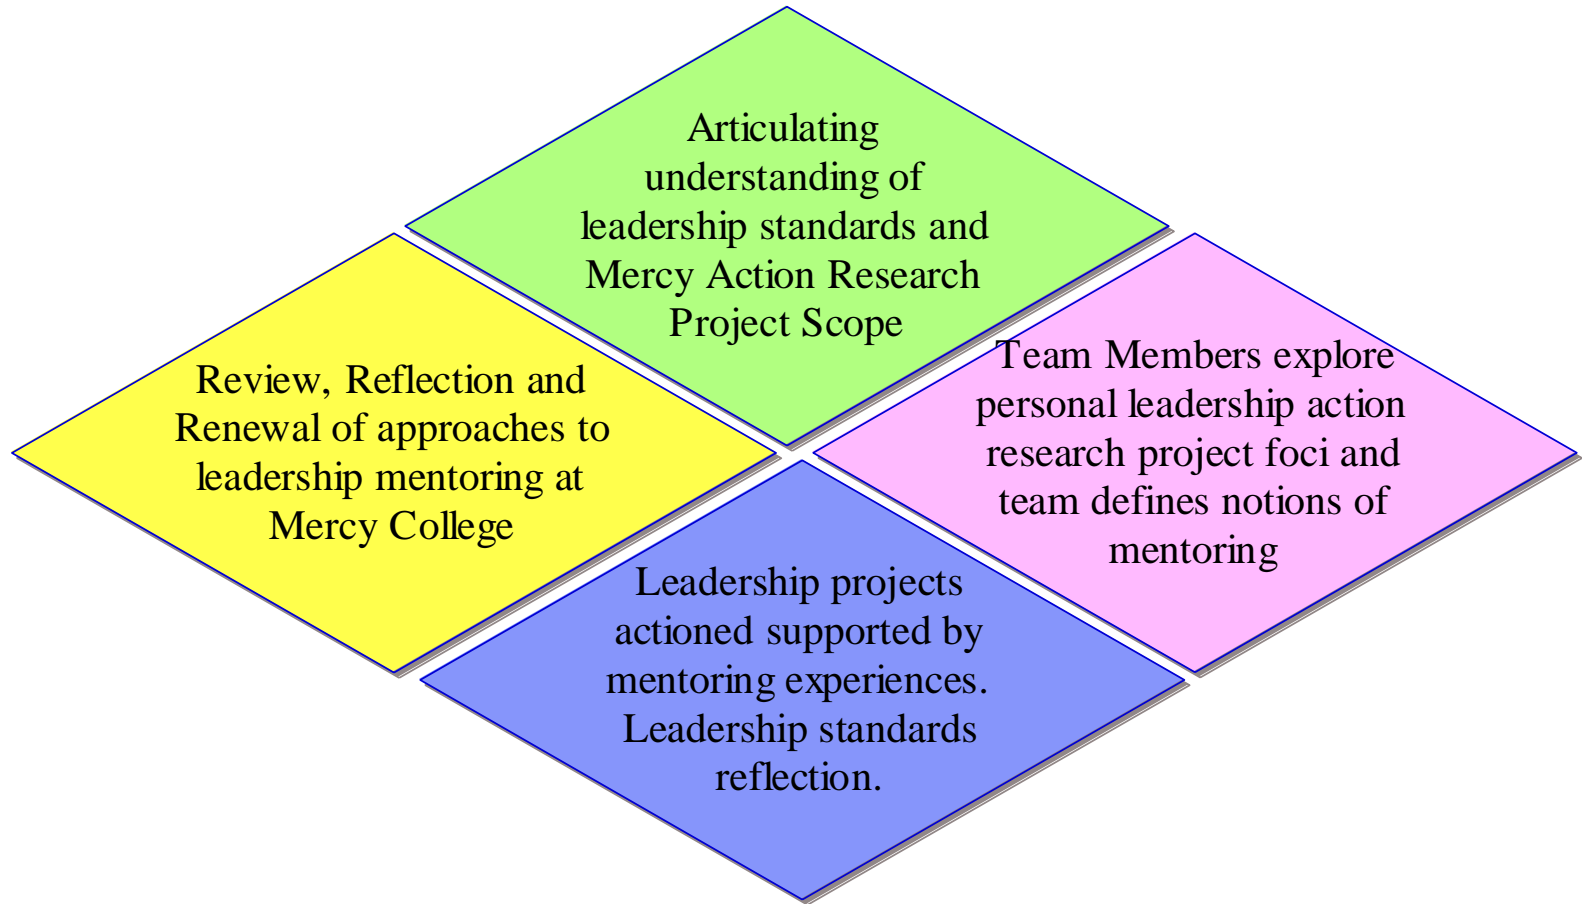 Articulating
understanding of
leadership standards and
Mercy Action Research
Project Scope
Review, Reflection and
Renewal of approaches to
leadership mentoring at
Mercy College
Team Members explore
personal leadership action
research project foci and
team defines notions of
mentoring
Leadership projects
actioned supported by
mentoring experiences.
Leadership standards
reflection.